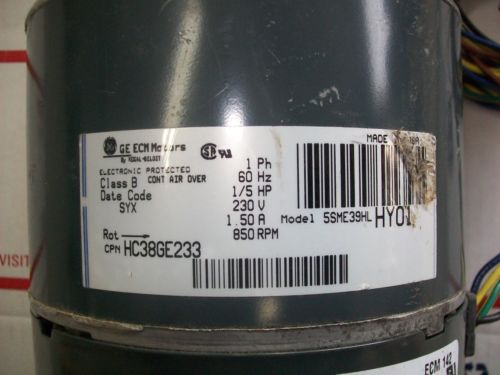 GE ECM Motors
By REGAL-BELOIT
ELECTRONIC PROTECTED
Class B CONT AIR OVER
Date Code
SYX
Rot
CPN HC38GE233
1 Ph
60 Hz
1/5 HP
230 V
1.50 A
850 RPM
MADE
Model 5SME39HL
ECM 142
VISIT